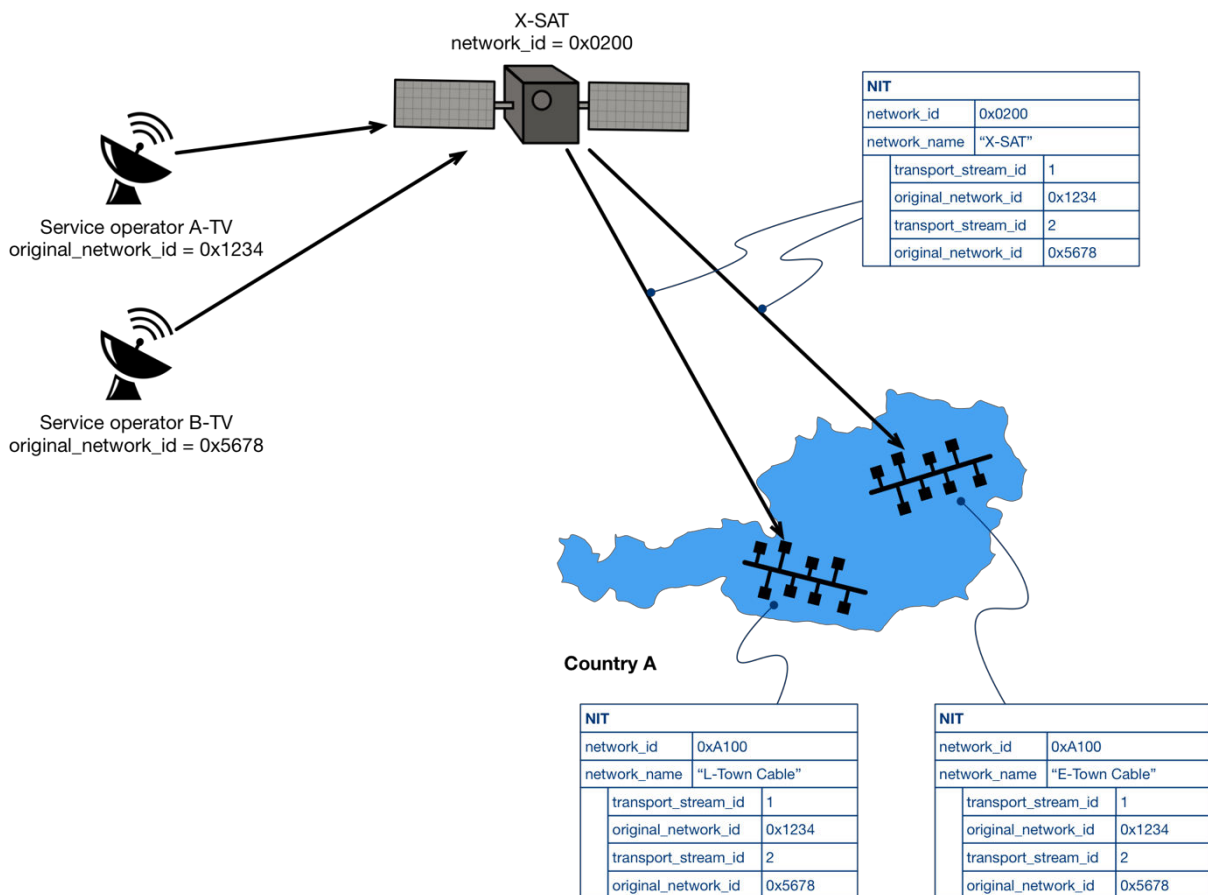 X-SAT
network_id = 0x0200
Service operator A-TV
original_network_id = 0x1234
Service operator B-TV
original_network_id = 0x5678
NIT
network_id 0x0200
network_name “X-SAT”
transport_stream_id 1
original_network_id 0x1234
transport_stream_id 2
original_network_id 0x5678
Country A
NIT
network_id 0xA100
network_name “L-Town Cable”
transport_stream_id 1
original_network_id 0x1234
transport_stream_id 2
original_network_id 0x5678
NIT
network_id 0xA100
network_name “E-Town Cable”
transport_stream_id 1
original_network_id 0x1234
transport_stream_id 2
original_network_id 0x5678